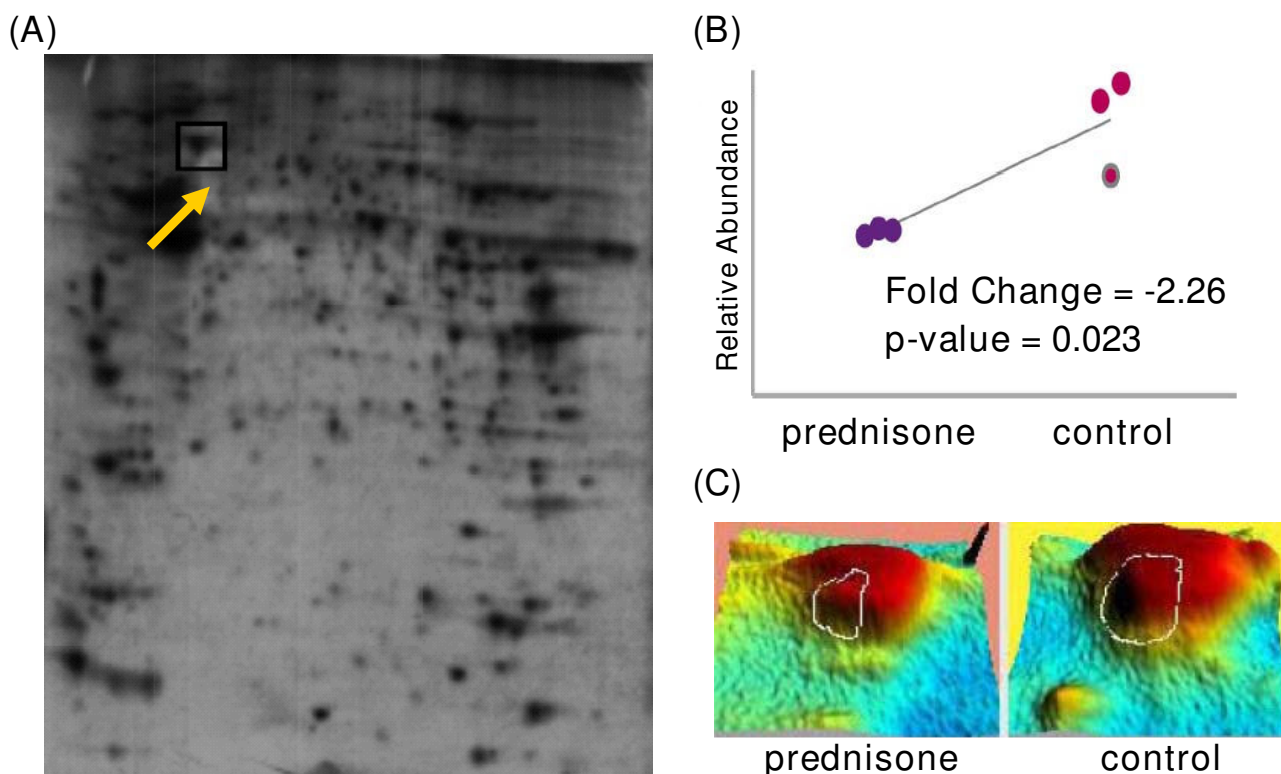 (A)
(B)
Relative Abundance
Fold Change = -2.26
p-value = 0.023
prednisone control
(C)
prednisone control